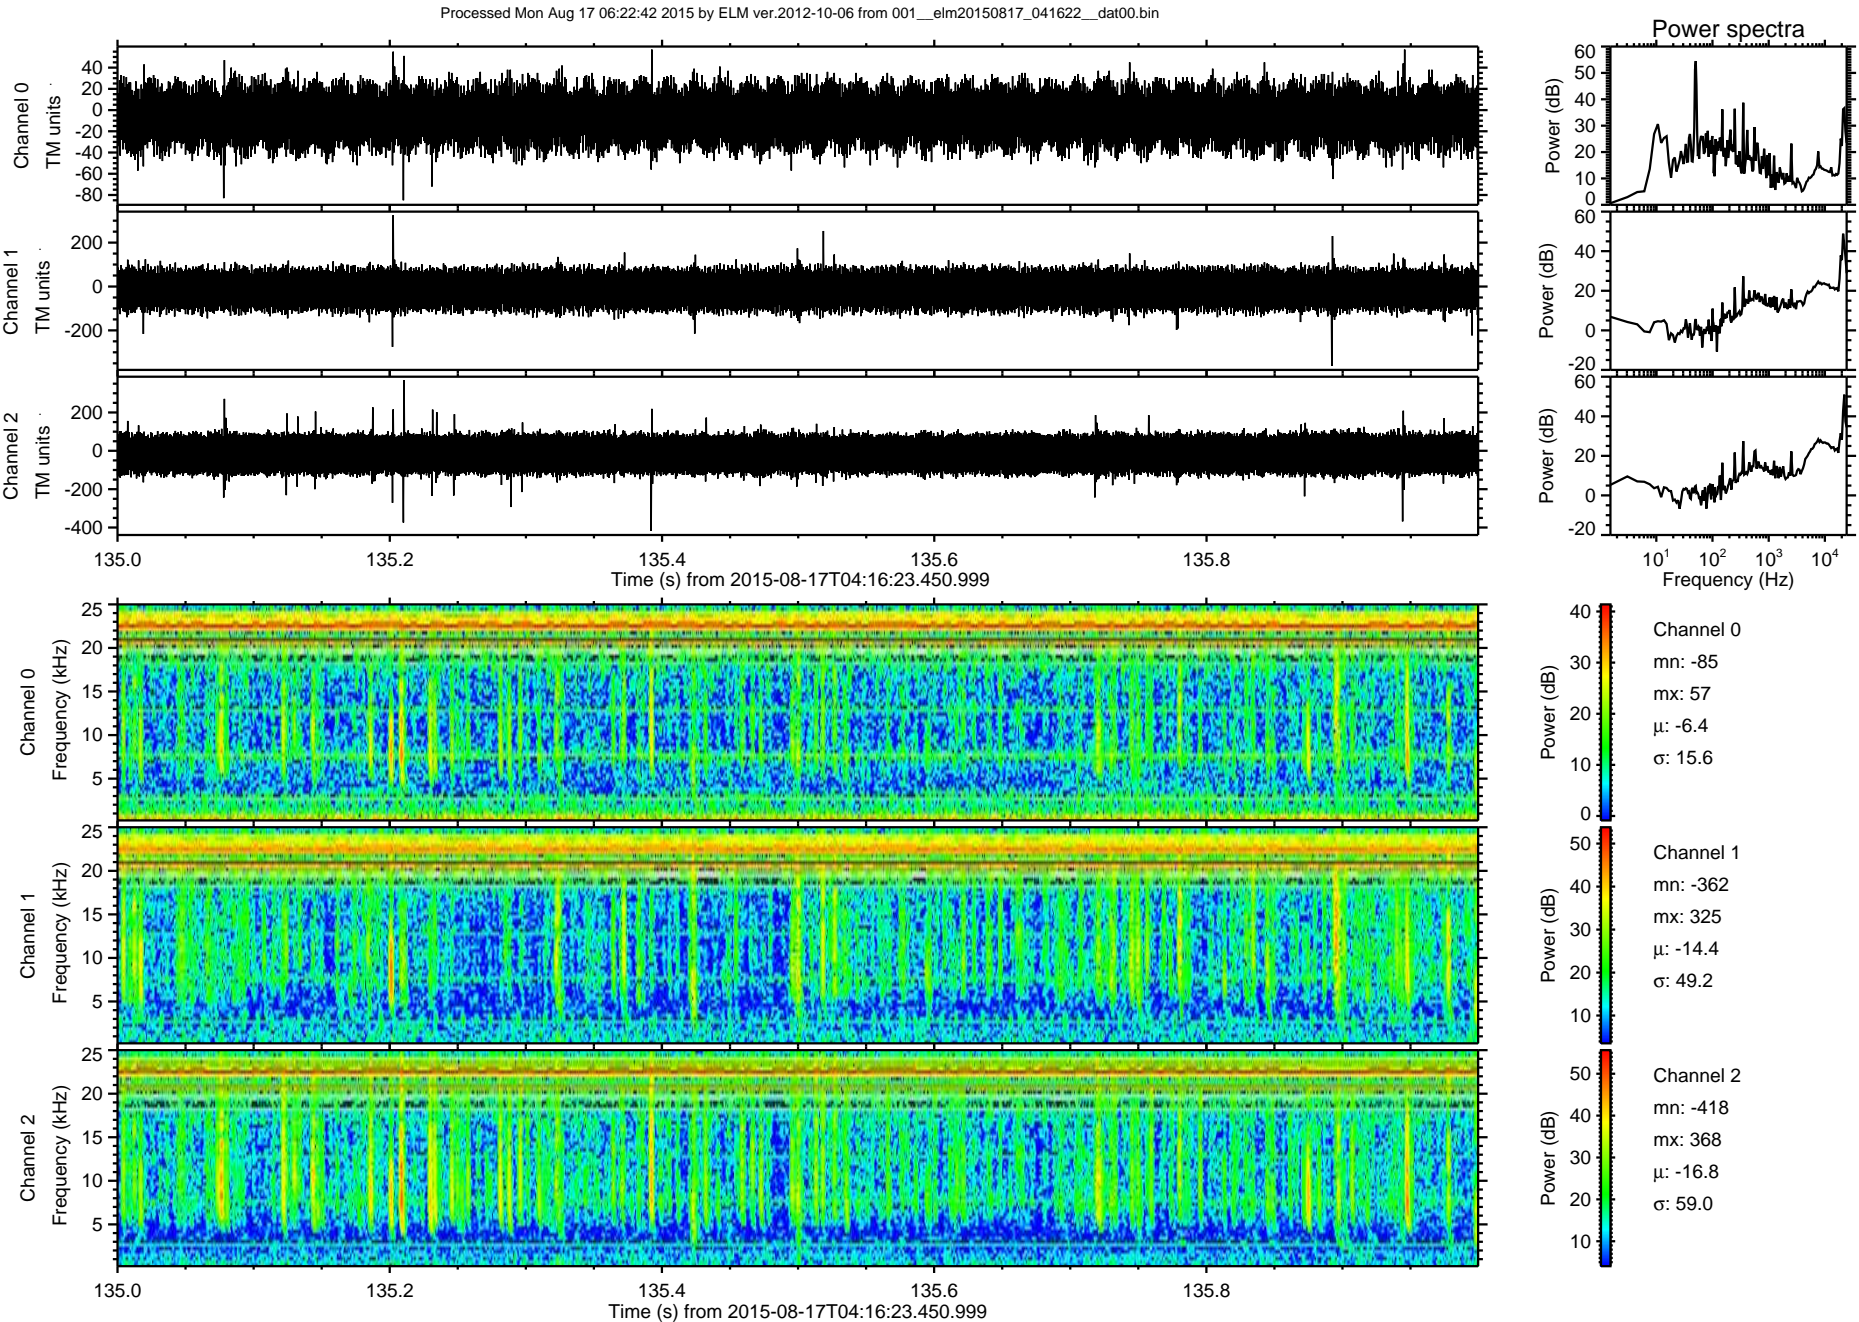 Processed Mon Aug 17 06:22:42 2015 by ELM ver.2012-10-06 from 001__elm20150817_041622__dat00.bin
Power spectra
Channel 0
TM units
40
20
0
-20
-40
-60
-80
Power (dB)
60
50
40
30
20
10
0
Channel 1
TM units
200
0
-200
Power (dB)
60
40
20
0
-20
Channel 2
TM units
200
0
-200
-400
Power (dB)
60
40
20
0
-20
135.0 135.2 135.4 135.6 135.8
Time (s) from 2015-08-17T04:16:23.450.999
10¹ 10² 10³ 10⁴
Frequency (Hz)
Channel 0
Frequency (kHz)
25
20
15
10
5
Power (dB)
40
30
20
10
0
Channel 0
mn: -85
mx: 57
μ: -6.4
σ: 15.6
Channel 1
Frequency (kHz)
25
20
15
10
5
Power (dB)
50
40
30
20
10
Channel 1
mn: -362
mx: 325
μ: -14.4
σ: 49.2
Channel 2
Frequency (kHz)
25
20
15
10
5
Power (dB)
50
40
30
20
10
Channel 2
mn: -418
mx: 368
μ: -16.8
σ: 59.0
135.0 135.2 135.4 135.6 135.8
Time (s) from 2015-08-17T04:16:23.450.999